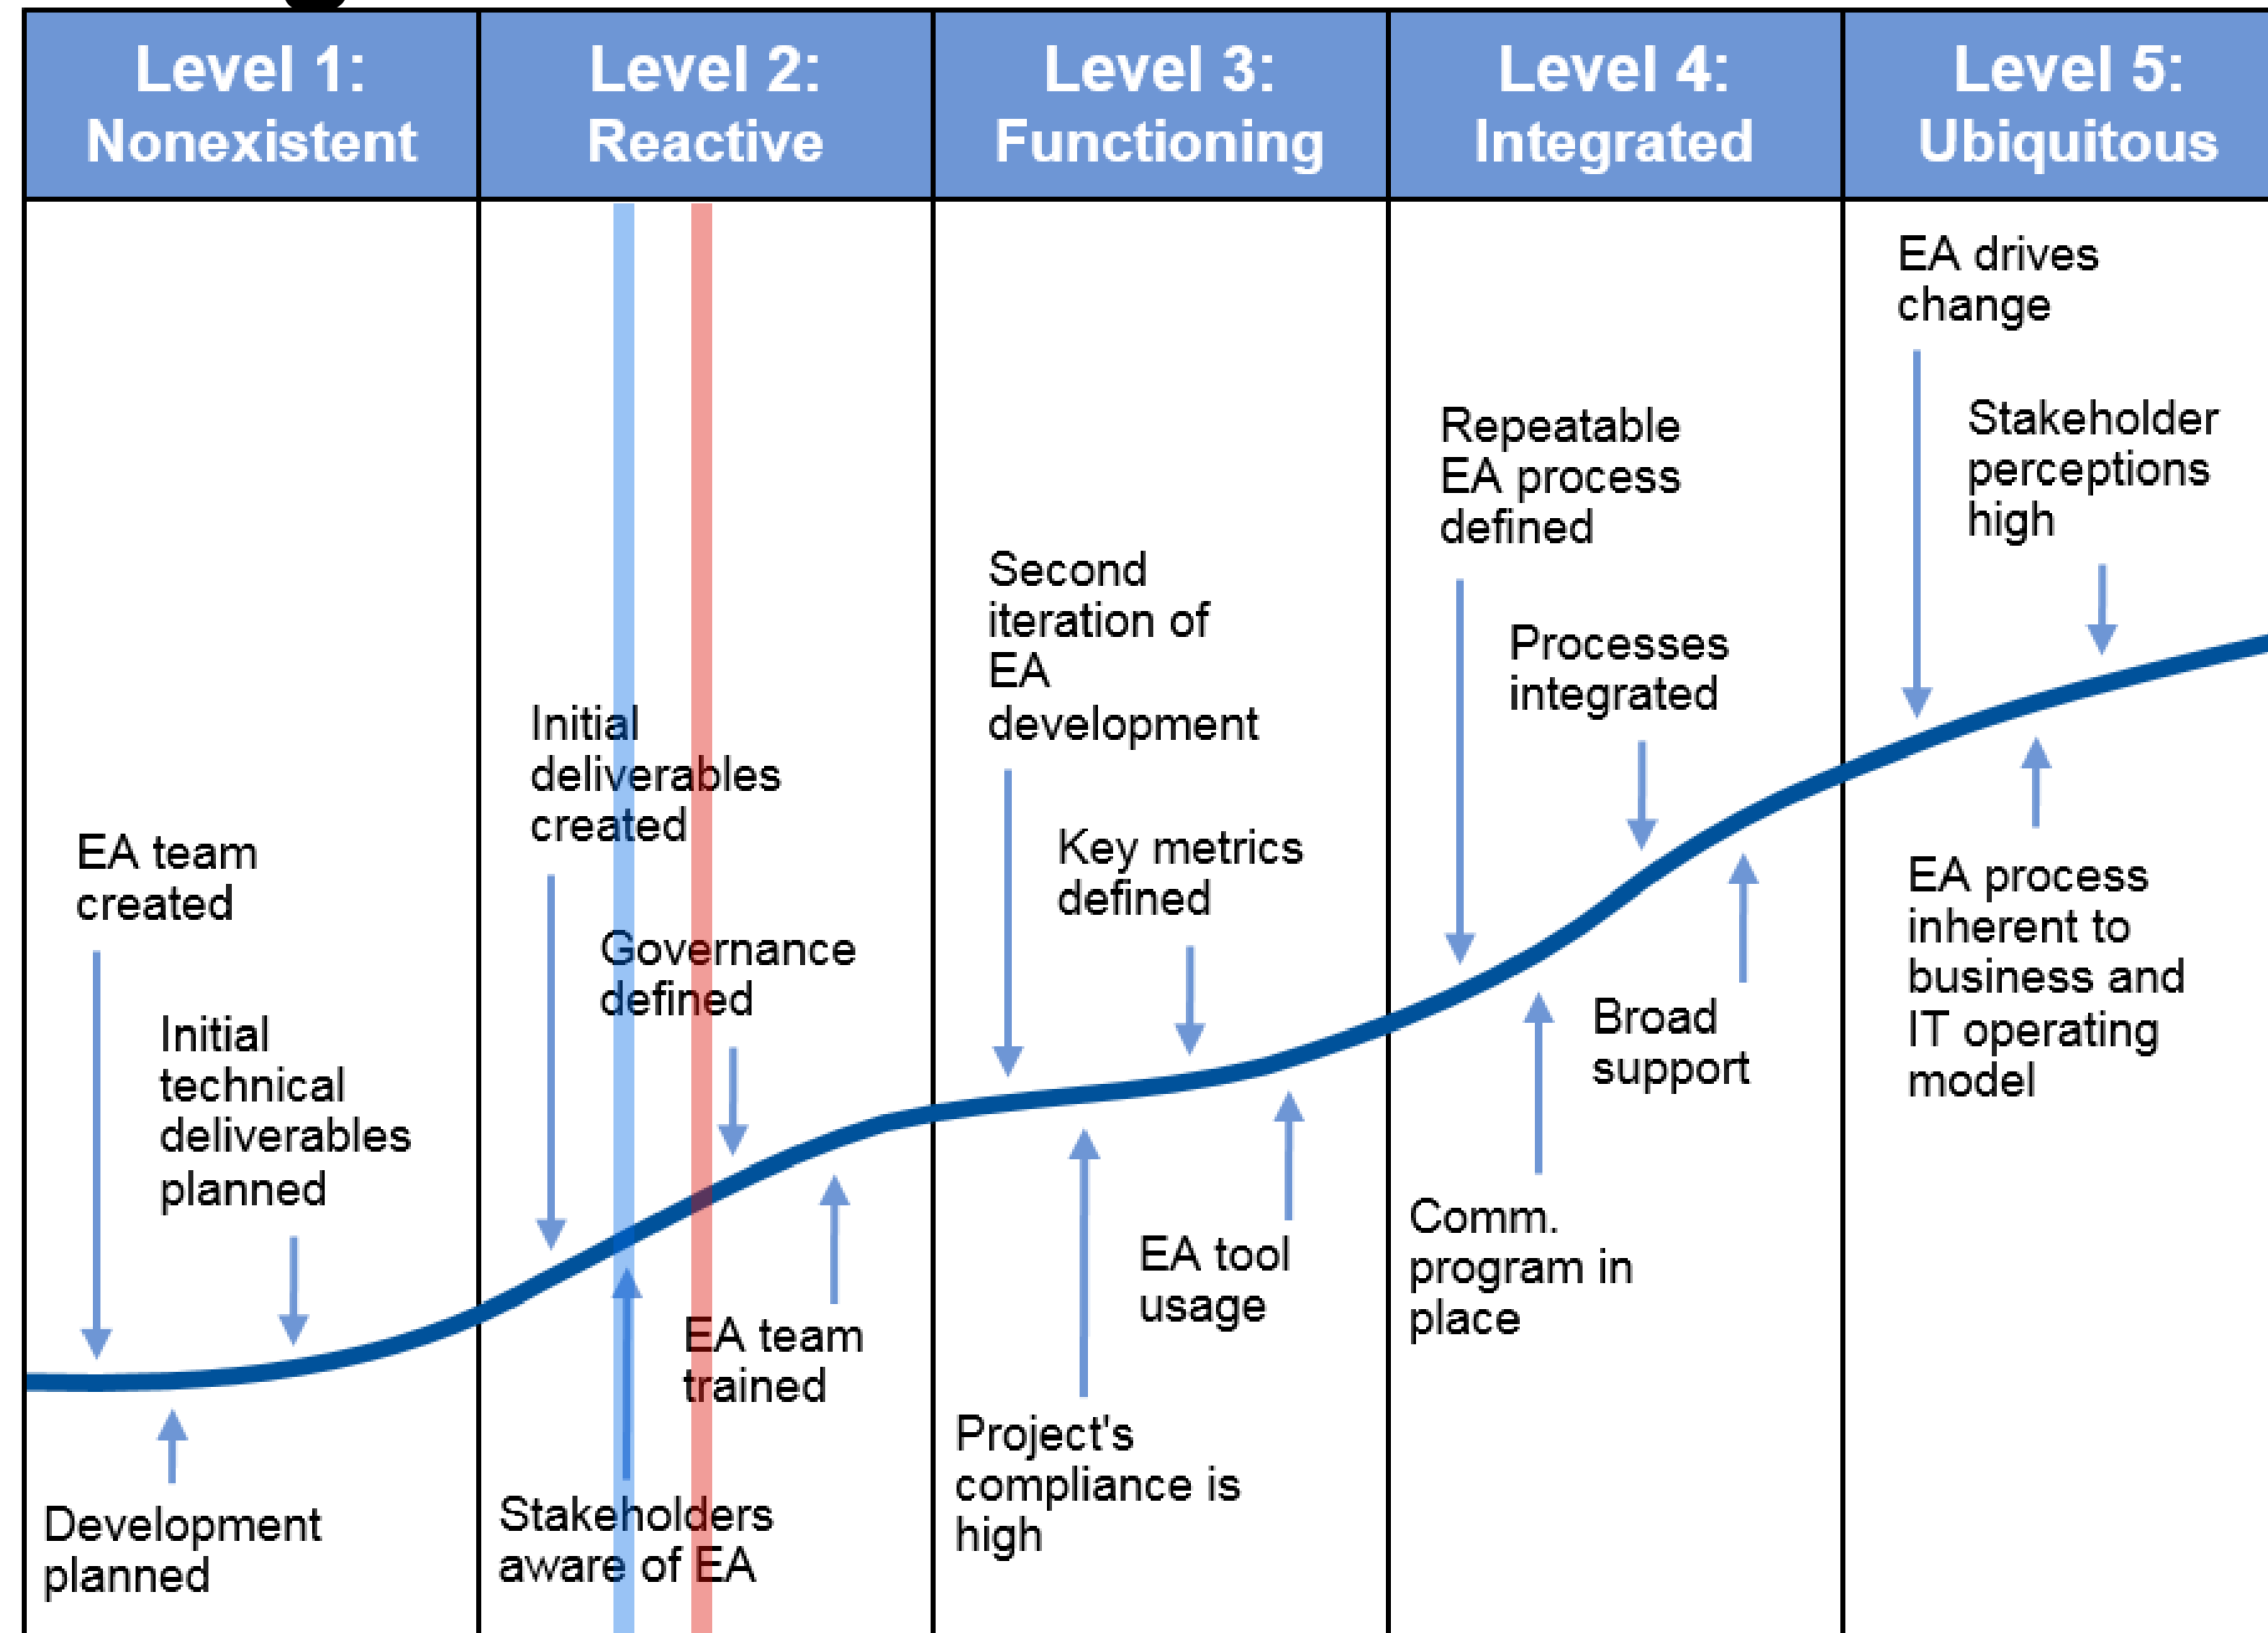 Level 1:
Nonexistent
Level 2:
Reactive
Level 3:
Functioning
Level 4:
Integrated
Level 5:
Ubiquitous
EA team
created
Initial
technical
deliverables
planned
Development
planned
Initial
deliverables
created
Governance
defined
EA team
trained
Stakeholders
aware of EA
Second
iteration of
EA
development
Key metrics
defined
EA tool
usage
Project's
compliance is
high
Repeatable
EA process
defined
Processes
integrated
Broad
support
Comm.
program in
place
EA drives
change
Stakeholder
perceptions
high
EA process
inherent to
business and
IT operating
model